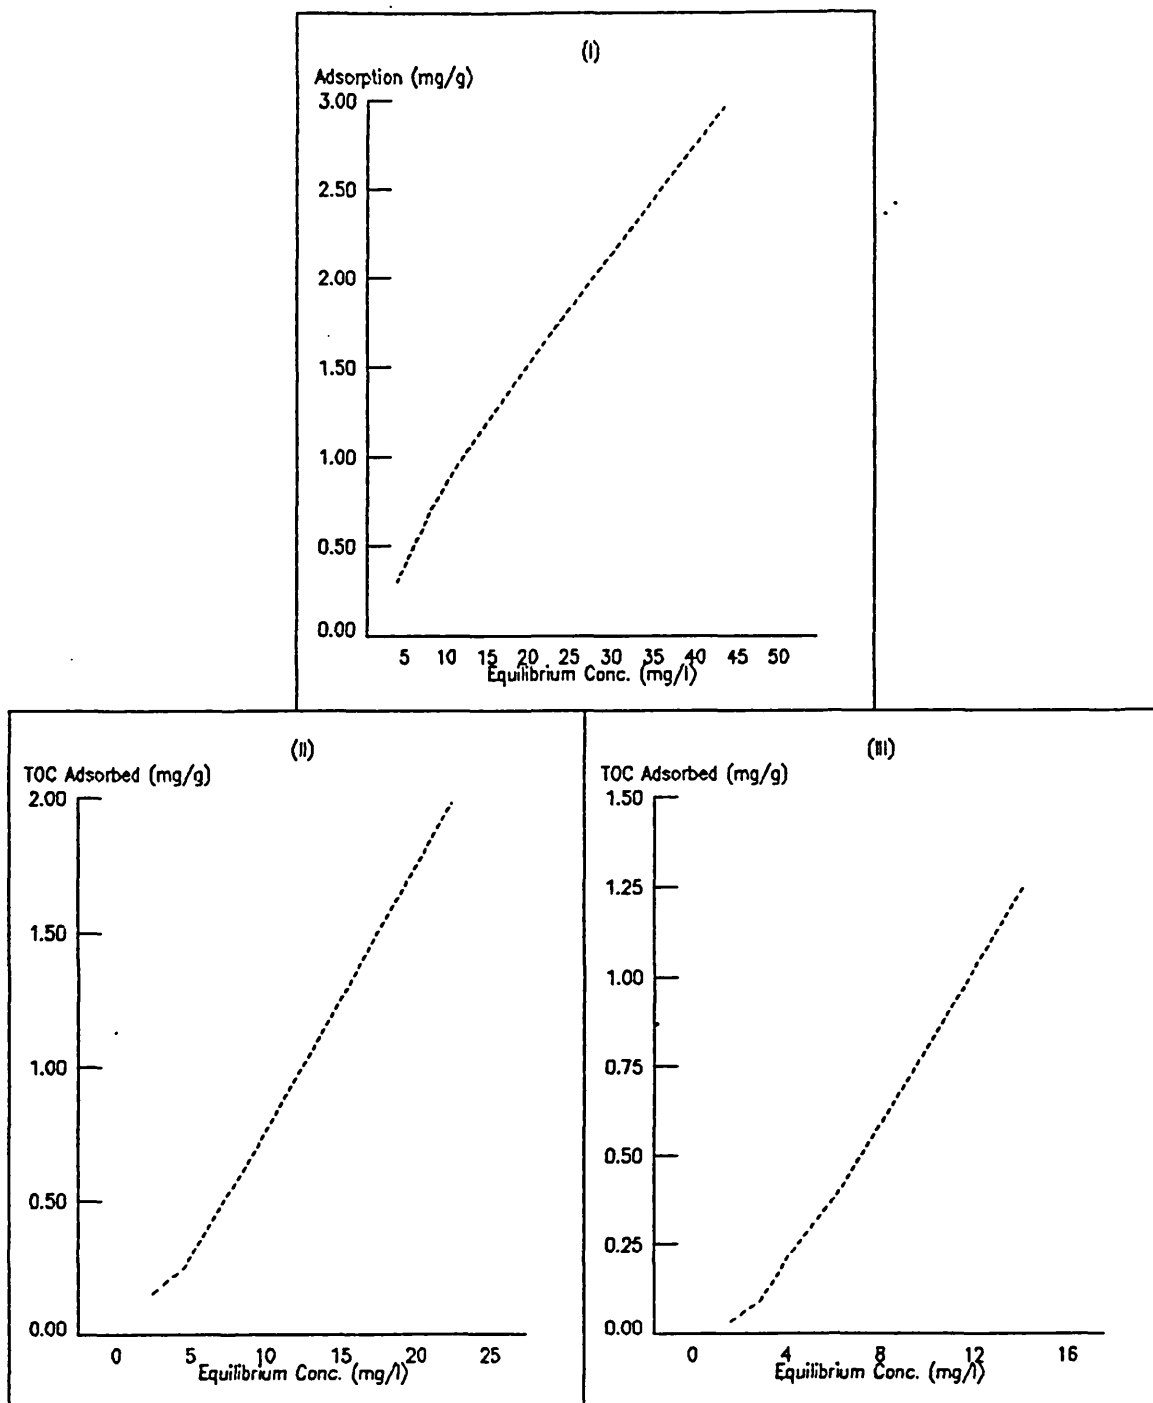 (I)
Adsorption (mg/g)
3.00
2.50
2.00
1.50
1.00
0.50
0.00
5 10 15 20 25 30 35 40 45 50
Equilibrium Conc. (mg/l)
(II)
TOC Adsorbed (mg/g)
2.00
1.50
1.00
0.50
0.00
0 5 10 15 20 25
Equilibrium Conc. (mg/l)
(III)
TOC Adsorbed (mg/g)
1.50
1.25
1.00
0.75
0.50
0.25
0.00
0 4 8 12 16
Equilibrium Conc. (mg/l)